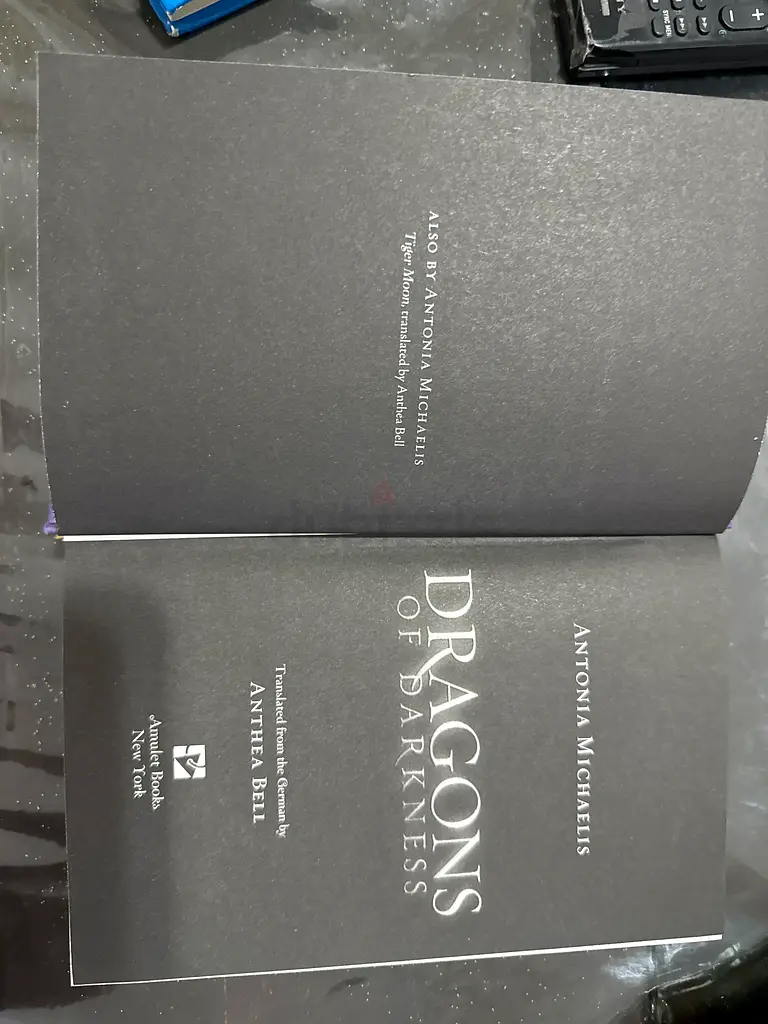 ALSO BY ANTONIA MICHAELIS
Tiger Moon, translated by Anthea Bell
ANTONIA MICHAELIS
DRAGONS
OF DARKNESS
Translated from the German by
ANTHEA BELL
Amulet Books
New York